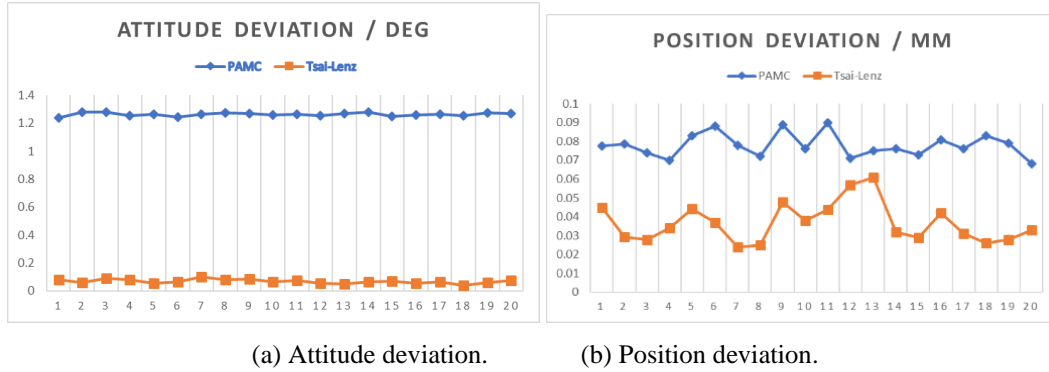 ATTITUDE DEVIATION / DEG
PAMC Tsai-Lenz
1.4
1.2
1
0.8
0.6
0.4
0.2
0
1 2 3 4 5 6 7 8 9 10 11 12 13 14 15 16 17 18 19 20
POSITION DEVIATION / MM
PAMC Tsai-Lenz
0.1
0.09
0.08
0.07
0.06
0.05
0.04
0.03
0.02
0.01
0
1 2 3 4 5 6 7 8 9 10 11 12 13 14 15 16 17 18 19 20
(a) Attitude deviation. (b) Position deviation.